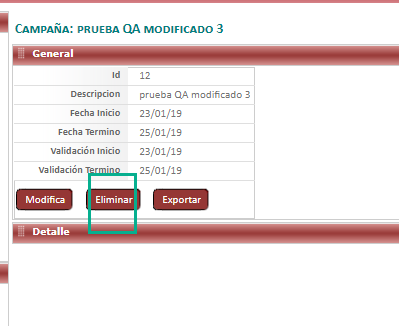 CAMPAÑA: PRUEBA QA MODIFICADO 3
General
Id 12
Descripcion prueba QA modificado 3
Fecha Inicio 23/01/19
Fecha Termino 25/01/19
Validación Inicio 23/01/19
Validación Termino 25/01/19
Modifica Eliminar Exportar
Detalle